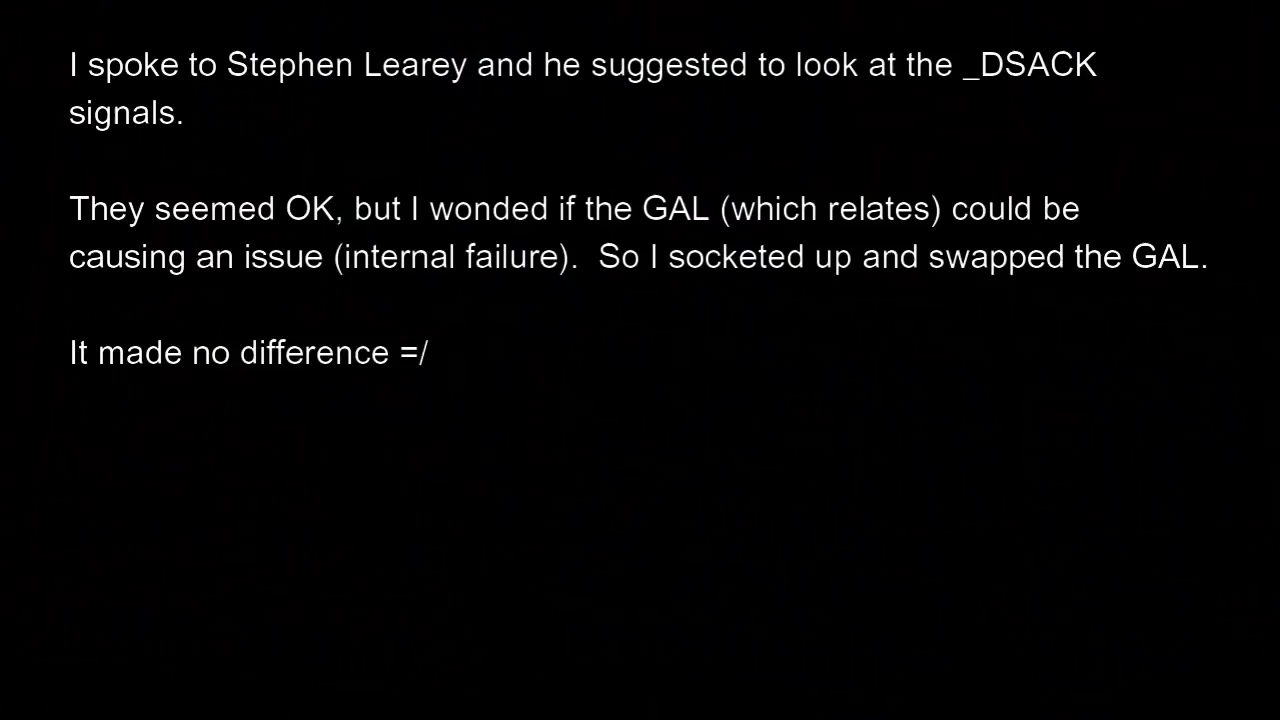 I spoke to Stephen Learey and he suggested to look at the _DSACK
signals.
They seemed OK, but I wonded if the GAL (which relates) could be
causing an issue (internal failure).  So I socketed up and swapped the GAL.
It made no difference =/